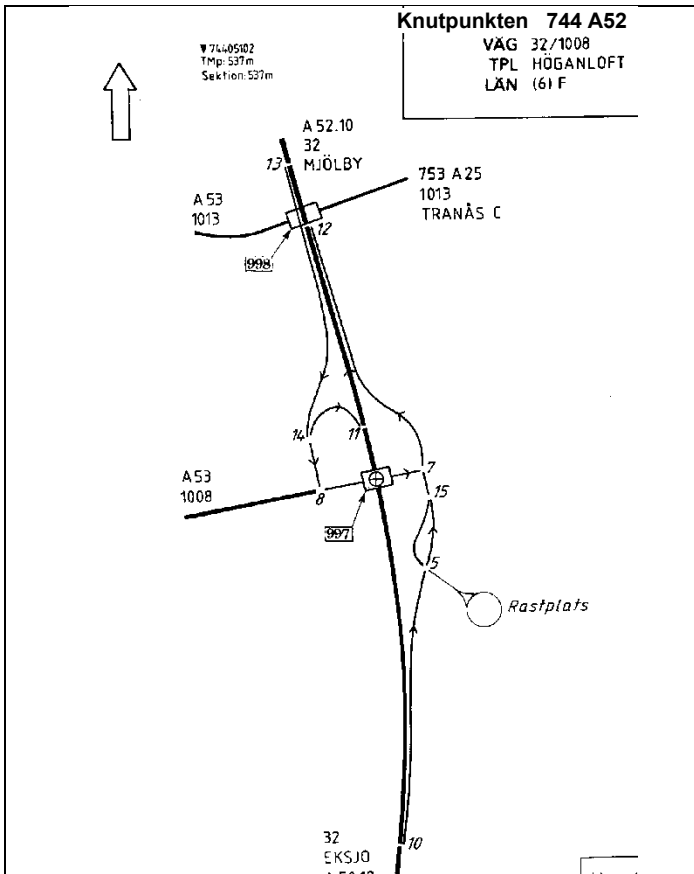 Knutpunkten 744 A52
VÄG 32/1008
TPL HÖGANLOFT
LÄN (6) F
▼74405102
TMp: 537m
Sektion: 537m
A 52.10
32
MJÖLBY
13
753 A 25
1013
TRANÅS C
A 53
1013
12
998
14
11
A 53
1008
7
8
15
997
5
Rastplats
32
EKSJÖ
10